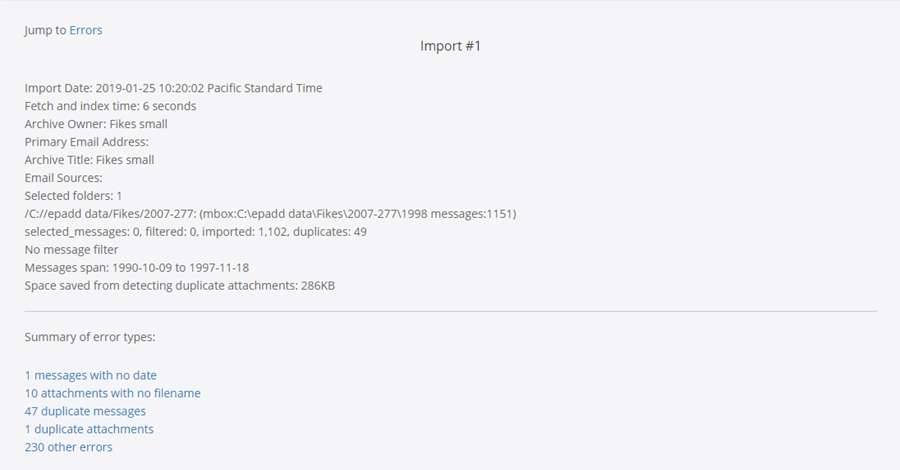 Jump to Errors
Import #1
Import Date: 2019-01-25 10:20:02 Pacific Standard Time
Fetch and index time: 6 seconds
Archive Owner: Fikes small
Primary Email Address:
Archive Title: Fikes small
Email Sources:
Selected folders: 1
/C://epadd data/Fikes/2007-277: (mbox:C:\epadd data\Fikes\2007-277\1998 messages:1151)
selected_messages: 0, filtered: 0, imported: 1,102, duplicates: 49
No message filter
Messages span: 1990-10-09 to 1997-11-18
Space saved from detecting duplicate attachments: 286KB
Summary of error types:
1 messages with no date
10 attachments with no filename
47 duplicate messages
1 duplicate attachments
230 other errors